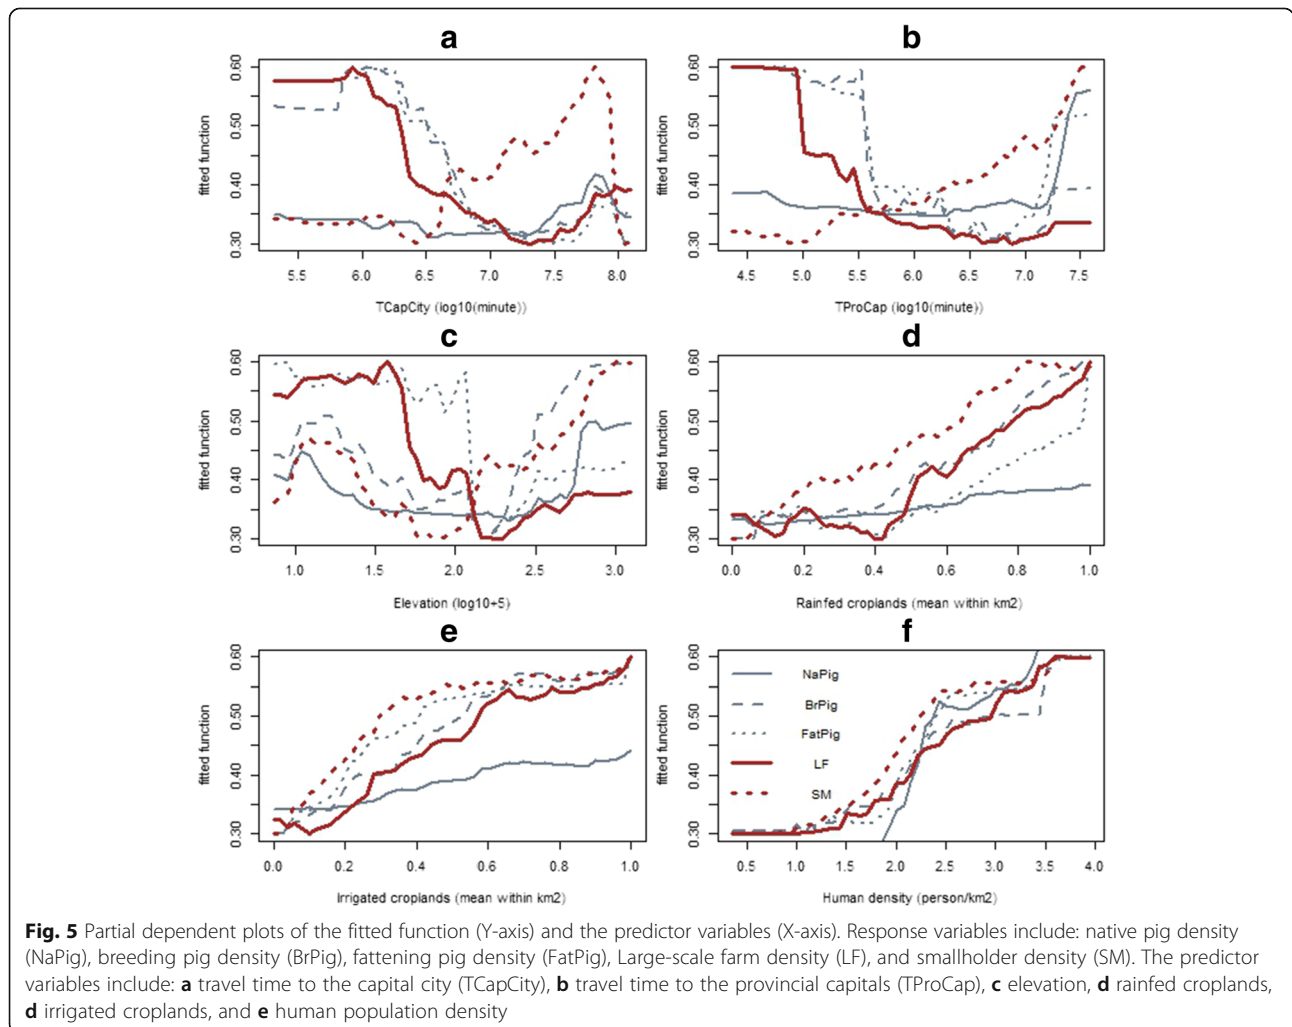 a
b
0.60
0.50
0.40
0.30
fitted function
5.5 6.0 6.5 7.0 7.5 8.0
TCapCity (log10(minute))
0.60
0.50
0.40
0.30
fitted function
4.5 5.0 5.5 6.0 6.5 7.0 7.5
TProCap (log10(minute))
c
d
0.60
0.50
0.40
0.30
fitted function
1.0 1.5 2.0 2.5 3.0
Elevation (log10+5)
0.60
0.50
0.40
0.30
fitted function
0.0 0.2 0.4 0.6 0.8 1.0
Rainfed croplands (mean within km2)
e
f
0.60
0.50
0.40
0.30
fitted function
0.0 0.2 0.4 0.6 0.8 1.0
Irrigated croplands (mean within km2)
0.60
0.50
0.40
0.30
fitted function
NaPig
BrPig
FatPig
LF
SM
0.5 1.0 1.5 2.0 2.5 3.0 3.5 4.0
Human density (person/km2)
Fig. 5 Partial dependent plots of the fitted function (Y-axis) and the predictor variables (X-axis). Response variables include: native pig density
(NaPig), breeding pig density (BrPig), fattening pig density (FatPig), Large-scale farm density (LF), and smallholder density (SM). The predictor
variables include: a travel time to the capital city (TCapCity), b travel time to the provincial capitals (TProCap), c elevation, d rainfed croplands,
d irrigated croplands, and e human population density